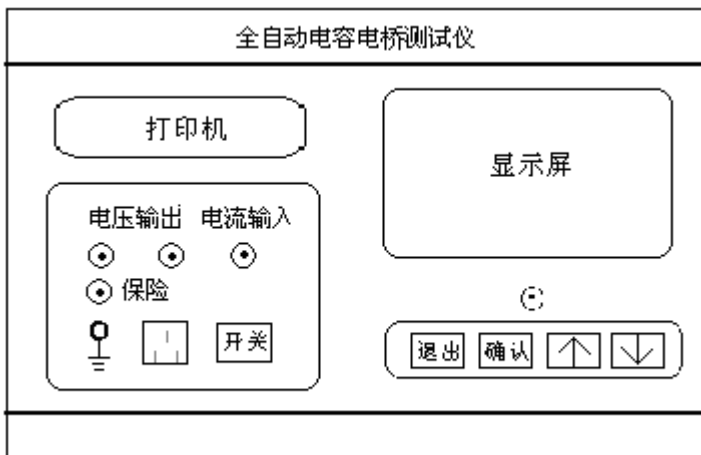 全自动电容电桥测试仪
打印机
显示屏
电压输出 电流输入
保险
开关
退出 确认